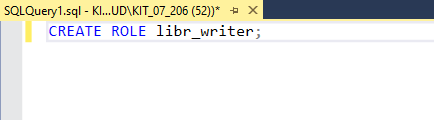 SQLQuery1.sql - KI...UD\KIT_07_206 (52))*
CREATE ROLE libr_writer;